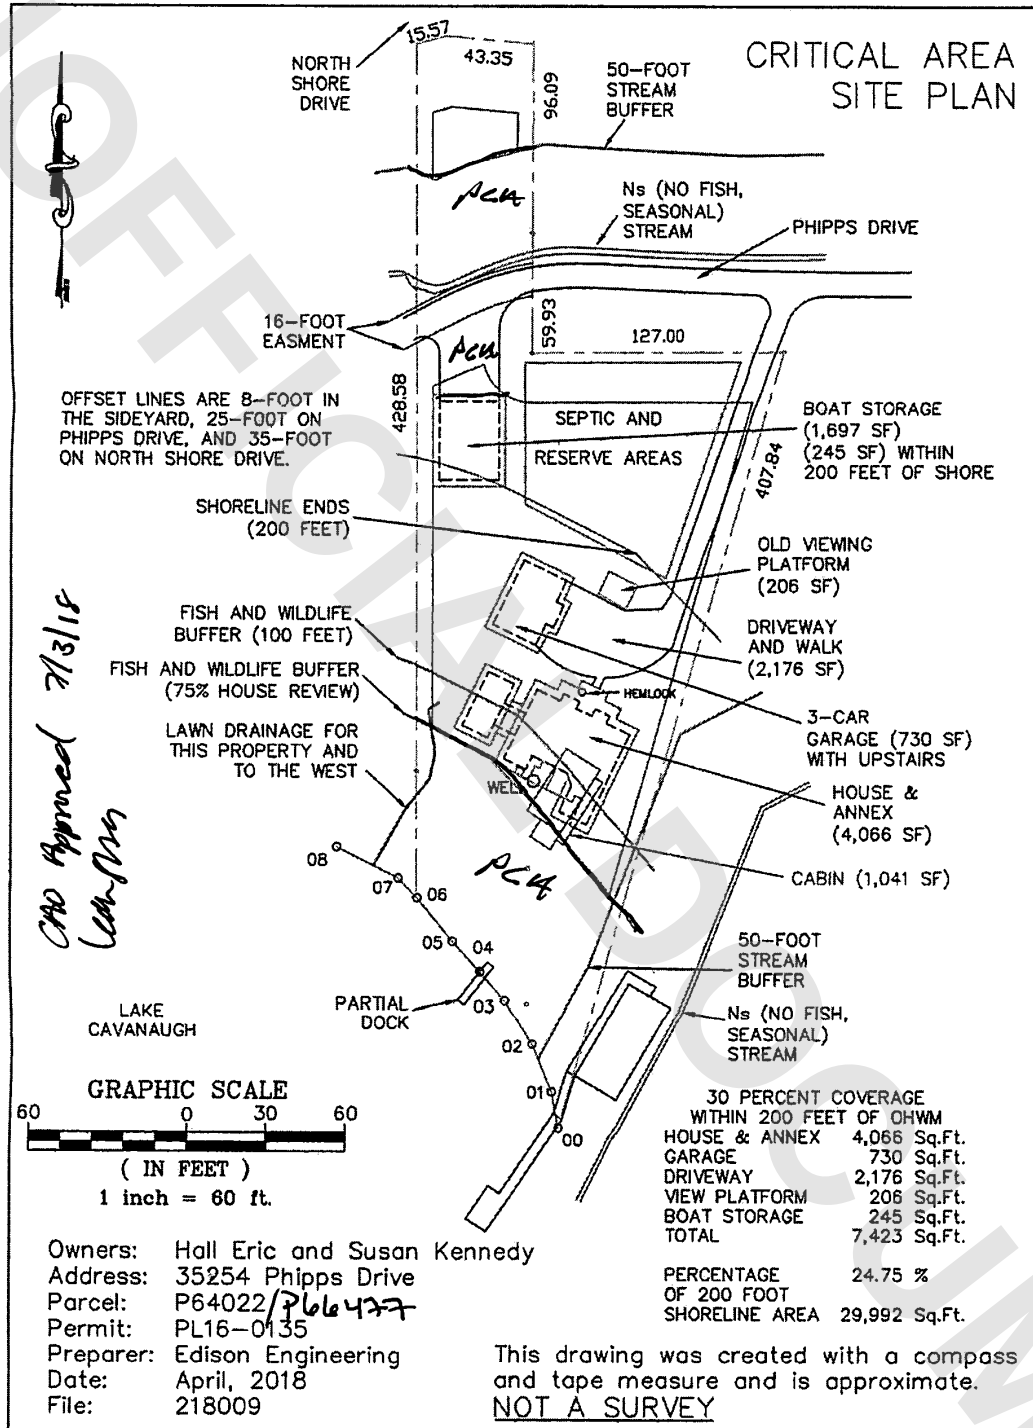 CRITICAL AREA
SITE PLAN
NORTH
SHORE
DRIVE
15.57
43.35
96.09
50-FOOT
STREAM
BUFFER
PCA
Ns (NO FISH,
SEASONAL)
STREAM
PHIPPS DRIVE
16-FOOT
EASMENT
59.93
127.00
PCA
428.58
407.84
OFFSET LINES ARE 8-FOOT IN
THE SIDEYARD, 25-FOOT ON
PHIPPS DRIVE, AND 35-FOOT
ON NORTH SHORE DRIVE.
SEPTIC AND
RESERVE AREAS
BOAT STORAGE
(1,697 SF)
(245 SF) WITHIN
200 FEET OF SHORE
SHORELINE ENDS
(200 FEET)
OLD VIEWING
PLATFORM
(206 SF)
FISH AND WILDLIFE
BUFFER (100 FEET)
DRIVEWAY
AND WALK
(2,176 SF)
FISH AND WILDLIFE BUFFER
(75% HOUSE REVIEW)
HEMLOCK
LAWN DRAINAGE FOR
THIS PROPERTY AND
TO THE WEST
3-CAR
GARAGE (730 SF)
WITH UPSTAIRS
WELL
HOUSE &
ANNEX
(4,066 SF)
CAO Approved 7/3/18
PCA
CABIN (1,041 SF)
08
07
06
05
04
03
02
01
00
50-FOOT
STREAM
BUFFER
PARTIAL
DOCK
LAKE
CAVANAUGH
Ns (NO FISH,
SEASONAL)
STREAM
GRAPHIC SCALE
60 0 30 60
( IN FEET )
1 inch = 60 ft.
30 PERCENT COVERAGE
WITHIN 200 FEET OF OHWM
HOUSE & ANNEX 4,066 Sq.Ft.
GARAGE 730 Sq.Ft.
DRIVEWAY 2,176 Sq.Ft.
VIEW PLATFORM 206 Sq.Ft.
BOAT STORAGE 245 Sq.Ft.
TOTAL 7,423 Sq.Ft.
PERCENTAGE 24.75 %
OF 200 FOOT
SHORELINE AREA 29,992 Sq.Ft.
Owners: Hall Eric and Susan Kennedy
Address: 35254 Phipps Drive
Parcel: P64022/P66477
Permit: PL16-0135
Preparer: Edison Engineering
Date: April, 2018
File: 218009
This drawing was created with a compass
and tape measure and is approximate.
NOT A SURVEY